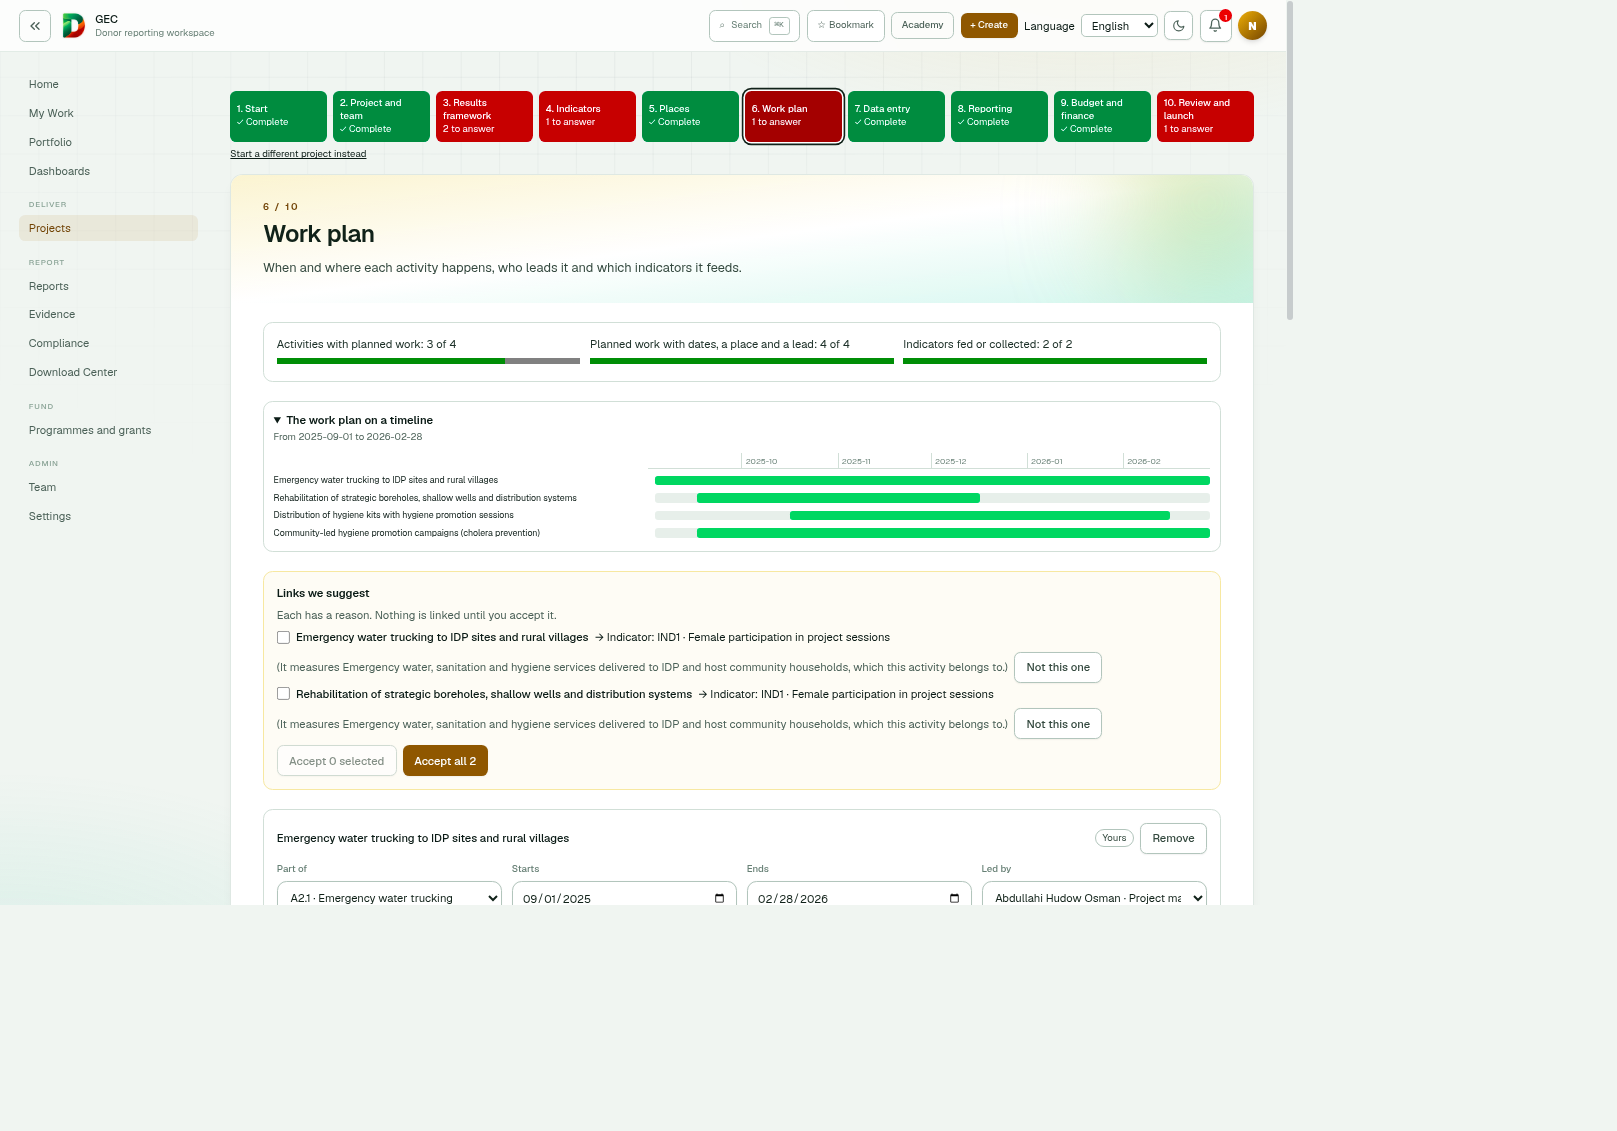 GEC
Donor reporting workspace
Search ⌘K
☆ Bookmark
Academy
+ Create
Language
English
1
N
Home
My Work
Portfolio
Dashboards
DELIVER
Projects
REPORT
Reports
Evidence
Compliance
Download Center
FUND
Programmes and grants
ADMIN
Team
Settings
1. Start
✓ Complete
2. Project and team
✓ Complete
3. Results framework
2 to answer
4. Indicators
1 to answer
5. Places
✓ Complete
6. Work plan
1 to answer
7. Data entry
✓ Complete
8. Reporting
✓ Complete
9. Budget and finance
✓ Complete
10. Review and launch
1 to answer
Start a different project instead
6 / 10
Work plan
When and where each activity happens, who leads it and which indicators it feeds.
Activities with planned work: 3 of 4
Planned work with dates, a place and a lead: 4 of 4
Indicators fed or collected: 2 of 2
▼ The work plan on a timeline
From 2025-09-01 to 2026-02-28
2025-10 2025-11 2025-12 2026-01 2026-02
Emergency water trucking to IDP sites and rural villages
Rehabilitation of strategic boreholes, shallow wells and distribution systems
Distribution of hygiene kits with hygiene promotion sessions
Community-led hygiene promotion campaigns (cholera prevention)
Links we suggest
Each has a reason. Nothing is linked until you accept it.
Emergency water trucking to IDP sites and rural villages → Indicator: IND1 · Female participation in project sessions
(It measures Emergency water, sanitation and hygiene services delivered to IDP and host community households, which this activity belongs to.) Not this one
Rehabilitation of strategic boreholes, shallow wells and distribution systems → Indicator: IND1 · Female participation in project sessions
(It measures Emergency water, sanitation and hygiene services delivered to IDP and host community households, which this activity belongs to.) Not this one
Accept 0 selected
Accept all 2
Emergency water trucking to IDP sites and rural villages
Yours
Remove
Part of
Starts
Ends
Led by
A2.1 · Emergency water trucking
09/01/2025
02/28/2026
Abdullahi Hudow Osman · Project ma